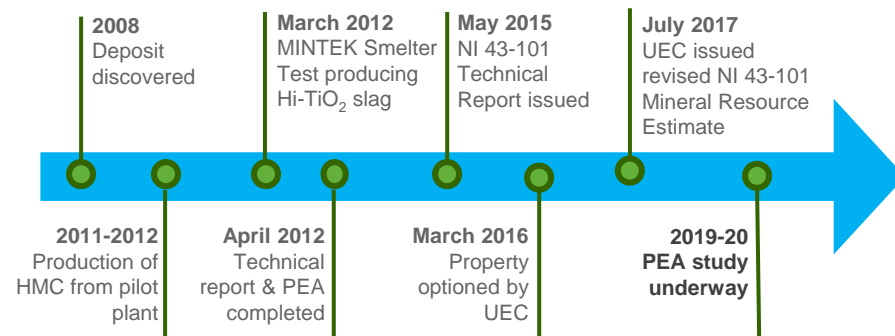 2008
Deposit
discovered
March 2012
MINTEK Smelter
Test producing
Hi-TiO₂ slag
May 2015
NI 43-101
Technical
Report issued
July 2017
UEC issued
revised NI 43-101
Mineral Resource
Estimate
2011-2012
Production of
HMC from pilot
plant
April 2012
Technical
report & PEA
completed
March 2016
Property
optioned by
UEC
2019-20
PEA study
underway